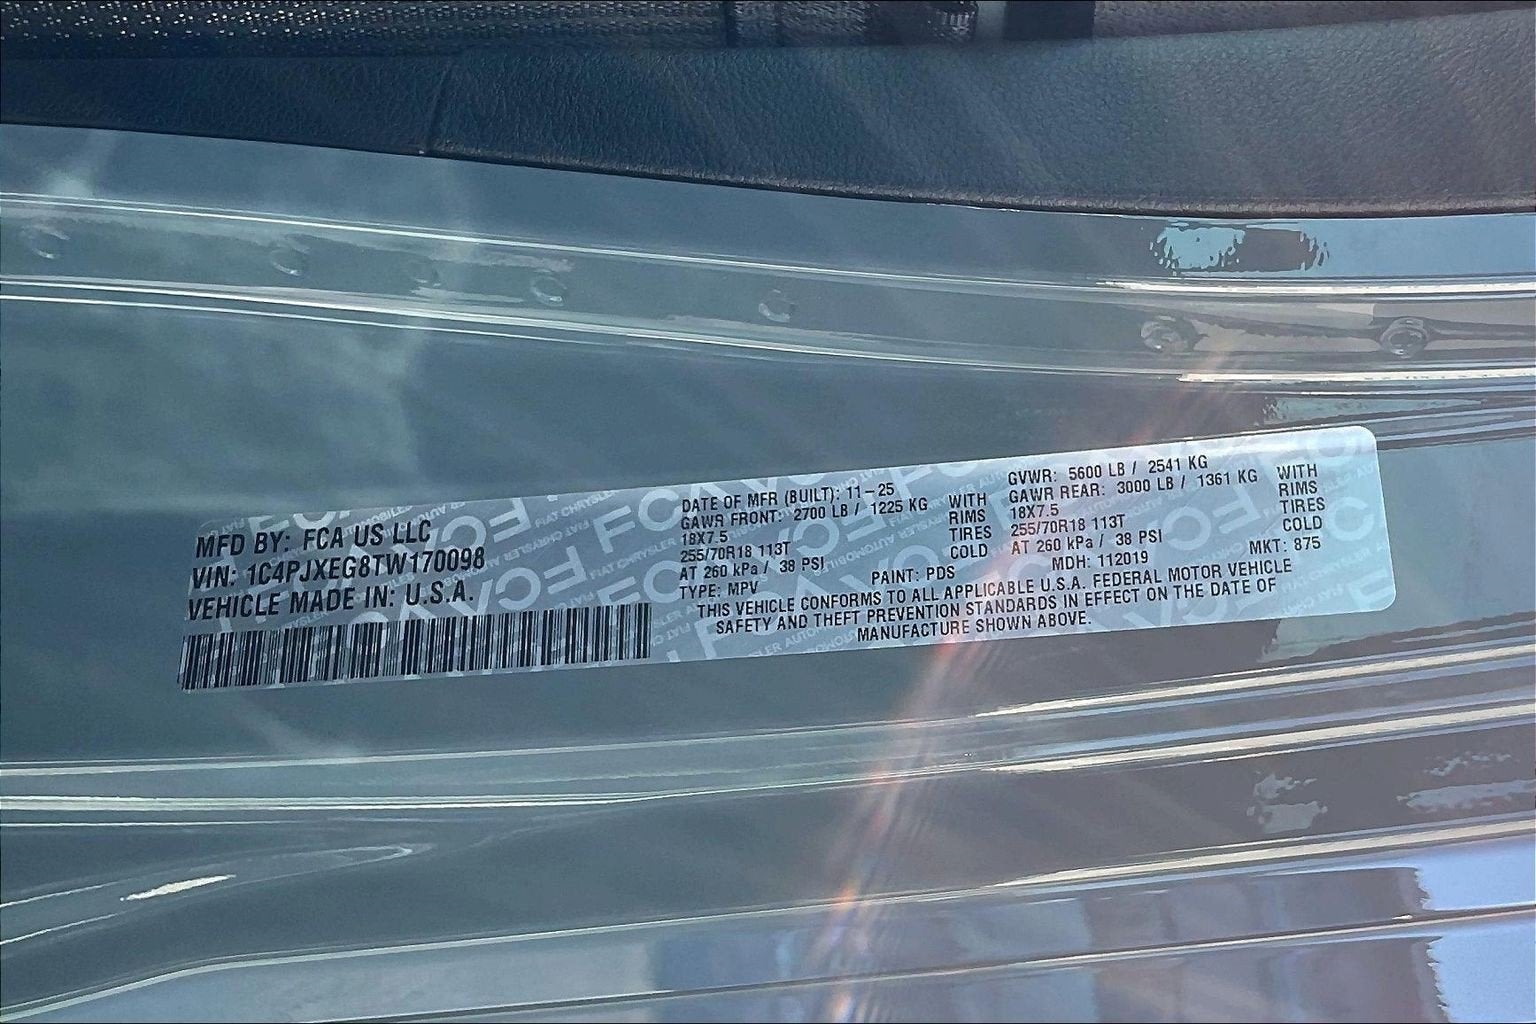 MFD BY: FCA US LLC
VIN: 1C4PJXEG8TW170098
VEHICLE MADE IN: U.S.A.
DATE OF MFR (BUILT): 11-25
GAWR FRONT: 2700 LB / 1225 KG WITH
18X7.5 RIMS
255/70R18 113T TIRES
AT 260 kPa / 38 PSI COLD
GVWR: 5600 LB / 2541 KG
GAWR REAR: 3000 LB / 1361 KG WITH
18X7.5 RIMS
255/70R18 113T TIRES
AT 260 kPa / 38 PSI COLD
TYPE: MPV PAINT: PDS MDH: 112019 MKT: 875
THIS VEHICLE CONFORMS TO ALL APPLICABLE U.S.A. FEDERAL MOTOR VEHICLE
SAFETY AND THEFT PREVENTION STANDARDS IN EFFECT ON THE DATE OF
MANUFACTURE SHOWN ABOVE.